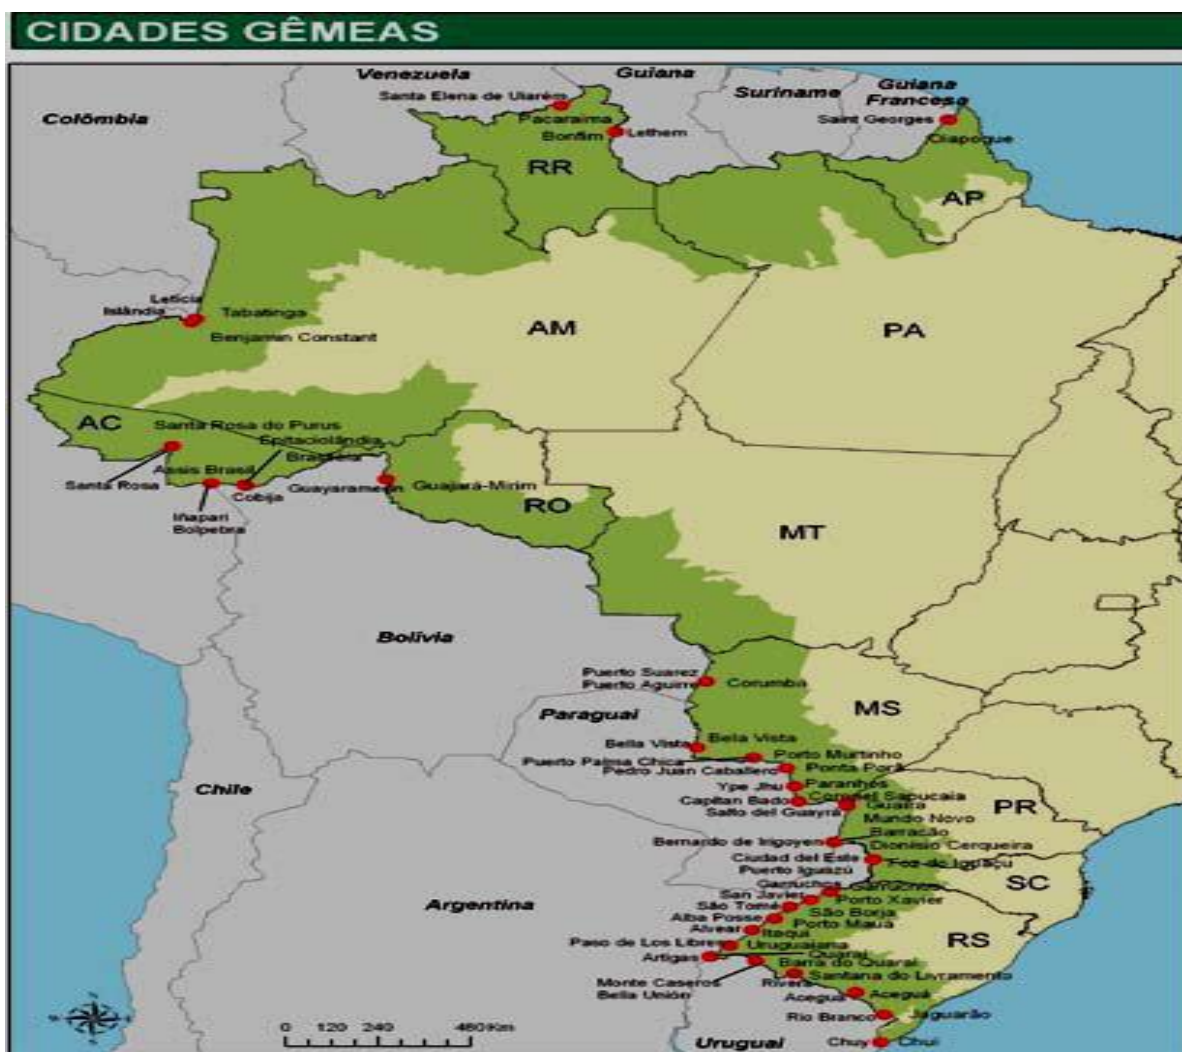 CIDADES GÊMEAS
Venezuela
Guiana
Suriname
Guiana
Francesa
Colômbia
Santa Elena de Uiarém
Pacaraima
Bonfim
Lethem
Saint Georges
Oiapoque
RR
AP
Letícia
Islândia
Tabatinga
Benjamin Constant
AM
PA
AC
Santa Rosa do Purus
Epitaciolândia
Brasiléia
Assis Brasil
Santa Rosa
Cobija
Guayaramerin
Guajará-Mirim
Iñapari
Bolpebra
RO
MT
Bolívia
Puerto Suarez
Puerto Aguirre
Corumbá
Paraguai
MS
Bella Vista
Bela Vista
Porto Murtinho
Puerto Palma Chica
Pedro Juan Caballero
Ponta Porã
Chile
Ype Jhu
Paranhos
Capitan Bado
Coronel Sapucaia
Salto del Guayrá
Guaíra
Mundo Novo
PR
Bernardo de Irigoyen
Barracão
Dionísio Cerqueira
Ciudad del Este
Puerto Iguazú
Foz do Iguaçu
SC
Garruchos
Garruchos
San Javier
Porto Xavier
Argentina
São Tomé
São Borja
Alba Posse
Porto Mauá
Alvear
Itaqui
RS
Paso de Los Libres
Uruguaiana
Artigas
Quaraí
Barra do Quaraí
Monte Caseros
Bella Unión
Rivera
Santana do Livramento
Aceguá
Aceguá
Rio Branco
Jaguarão
0 120 240 480 Km
Uruguai
Chuy
Chuí